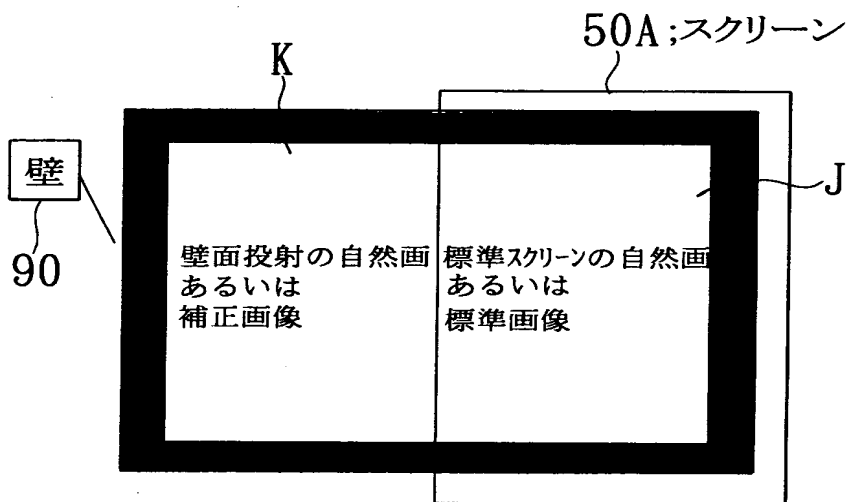 50A;スクリーン
K
壁
J
90
壁面投射の自然画
あるいは
補正画像
標準スクリーンの自然画
あるいは
標準画像